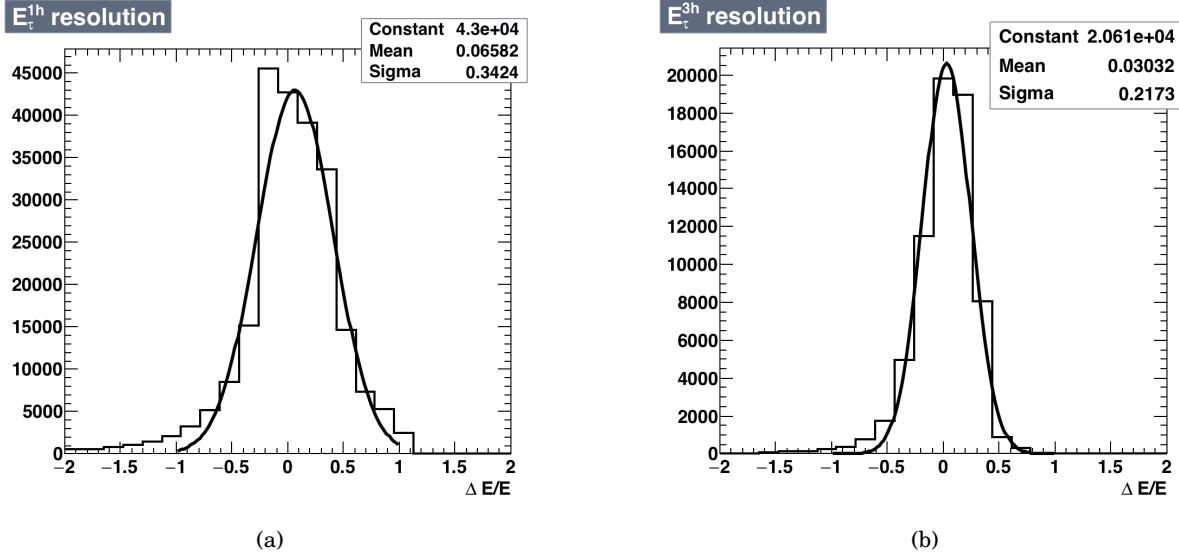 E_τ^1h resolution
Constant 4.3e+04
Mean 0.06582
Sigma 0.3424
45000
40000
35000
30000
25000
20000
15000
10000
5000
0
−2 −1.5 −1 −0.5 0 0.5 1 1.5 2
Δ E/E
(a)
E_τ^3h resolution
Constant 2.061e+04
Mean 0.03032
Sigma 0.2173
20000
18000
16000
14000
12000
10000
8000
6000
4000
2000
0
−2 −1.5 −1 −0.5 0 0.5 1 1.5 2
Δ E/E
(b)